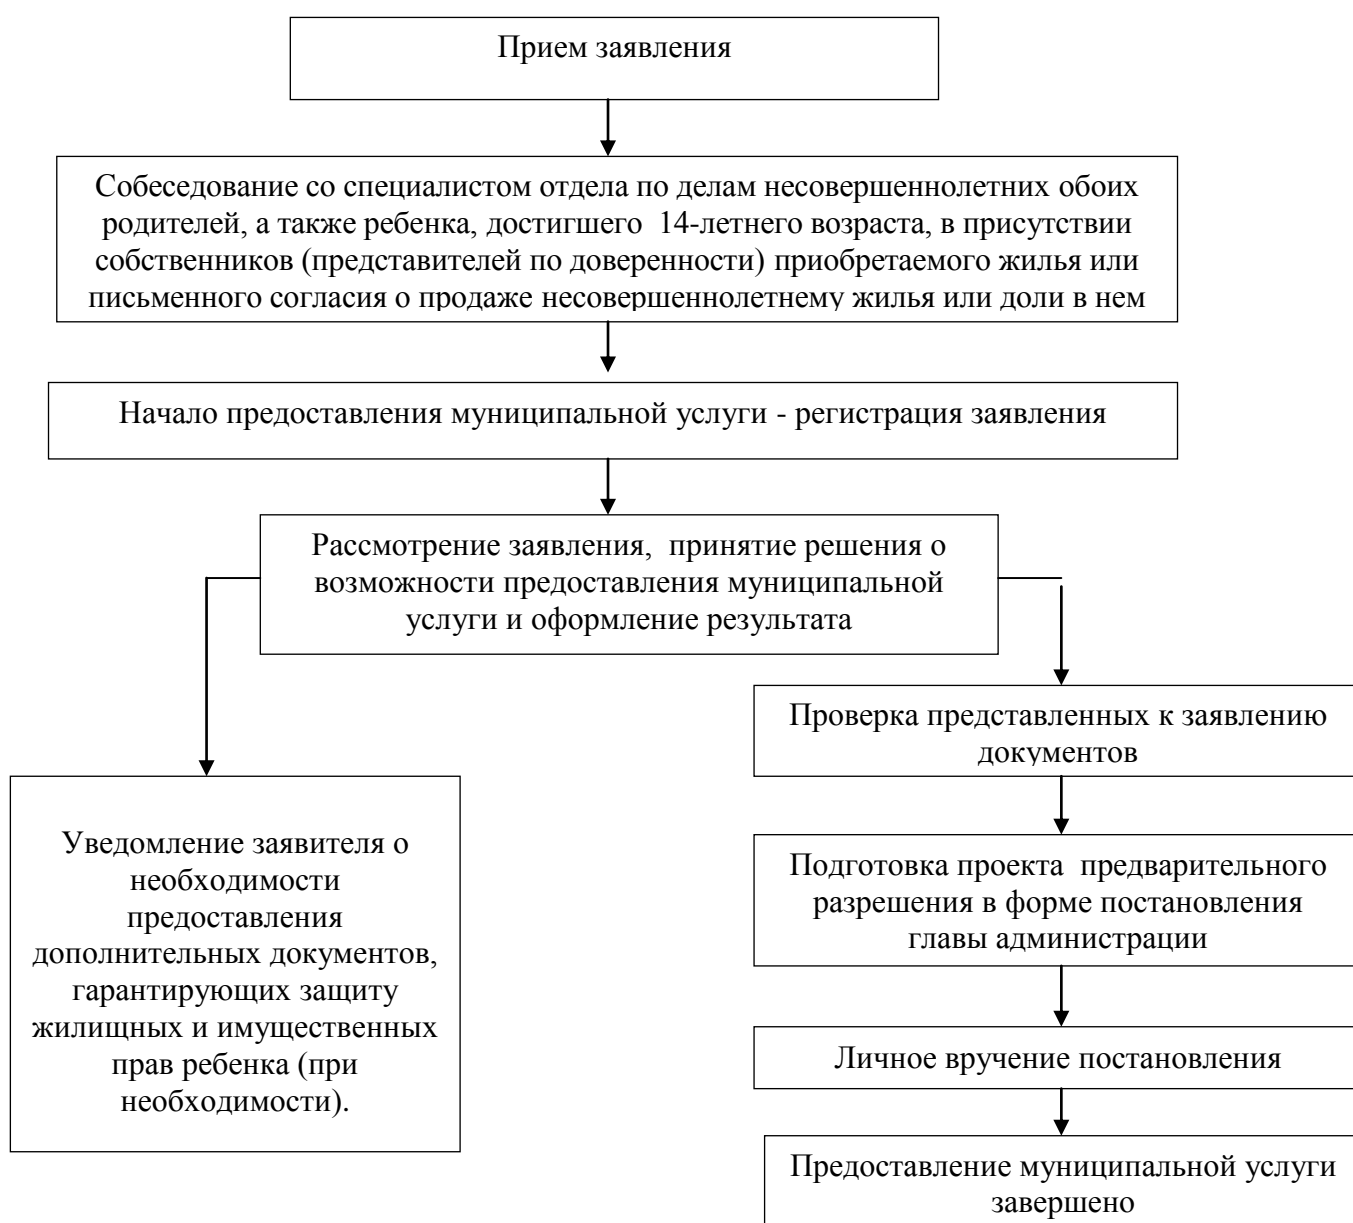 Прием заявления
Собеседование со специалистом отдела по делам несовершеннолетних обоих
родителей, а также ребенка, достигшего 14-летнего возраста, в присутствии
собственников (представителей по доверенности) приобретаемого жилья или
письменного согласия о продаже несовершеннолетнему жилья или доли в нем
Начало предоставления муниципальной услуги - регистрация заявления
Рассмотрение заявления, принятие решения о
возможности предоставления муниципальной
услуги и оформление результата
Уведомление заявителя о
необходимости
предоставления
дополнительных документов,
гарантирующих защиту
жилищных и имущественных
прав ребенка (при
необходимости).
Проверка представленных к заявлению
документов
Подготовка проекта предварительного
разрешения в форме постановления
главы администрации
Личное вручение постановления
Предоставление муниципальной услуги
завершено